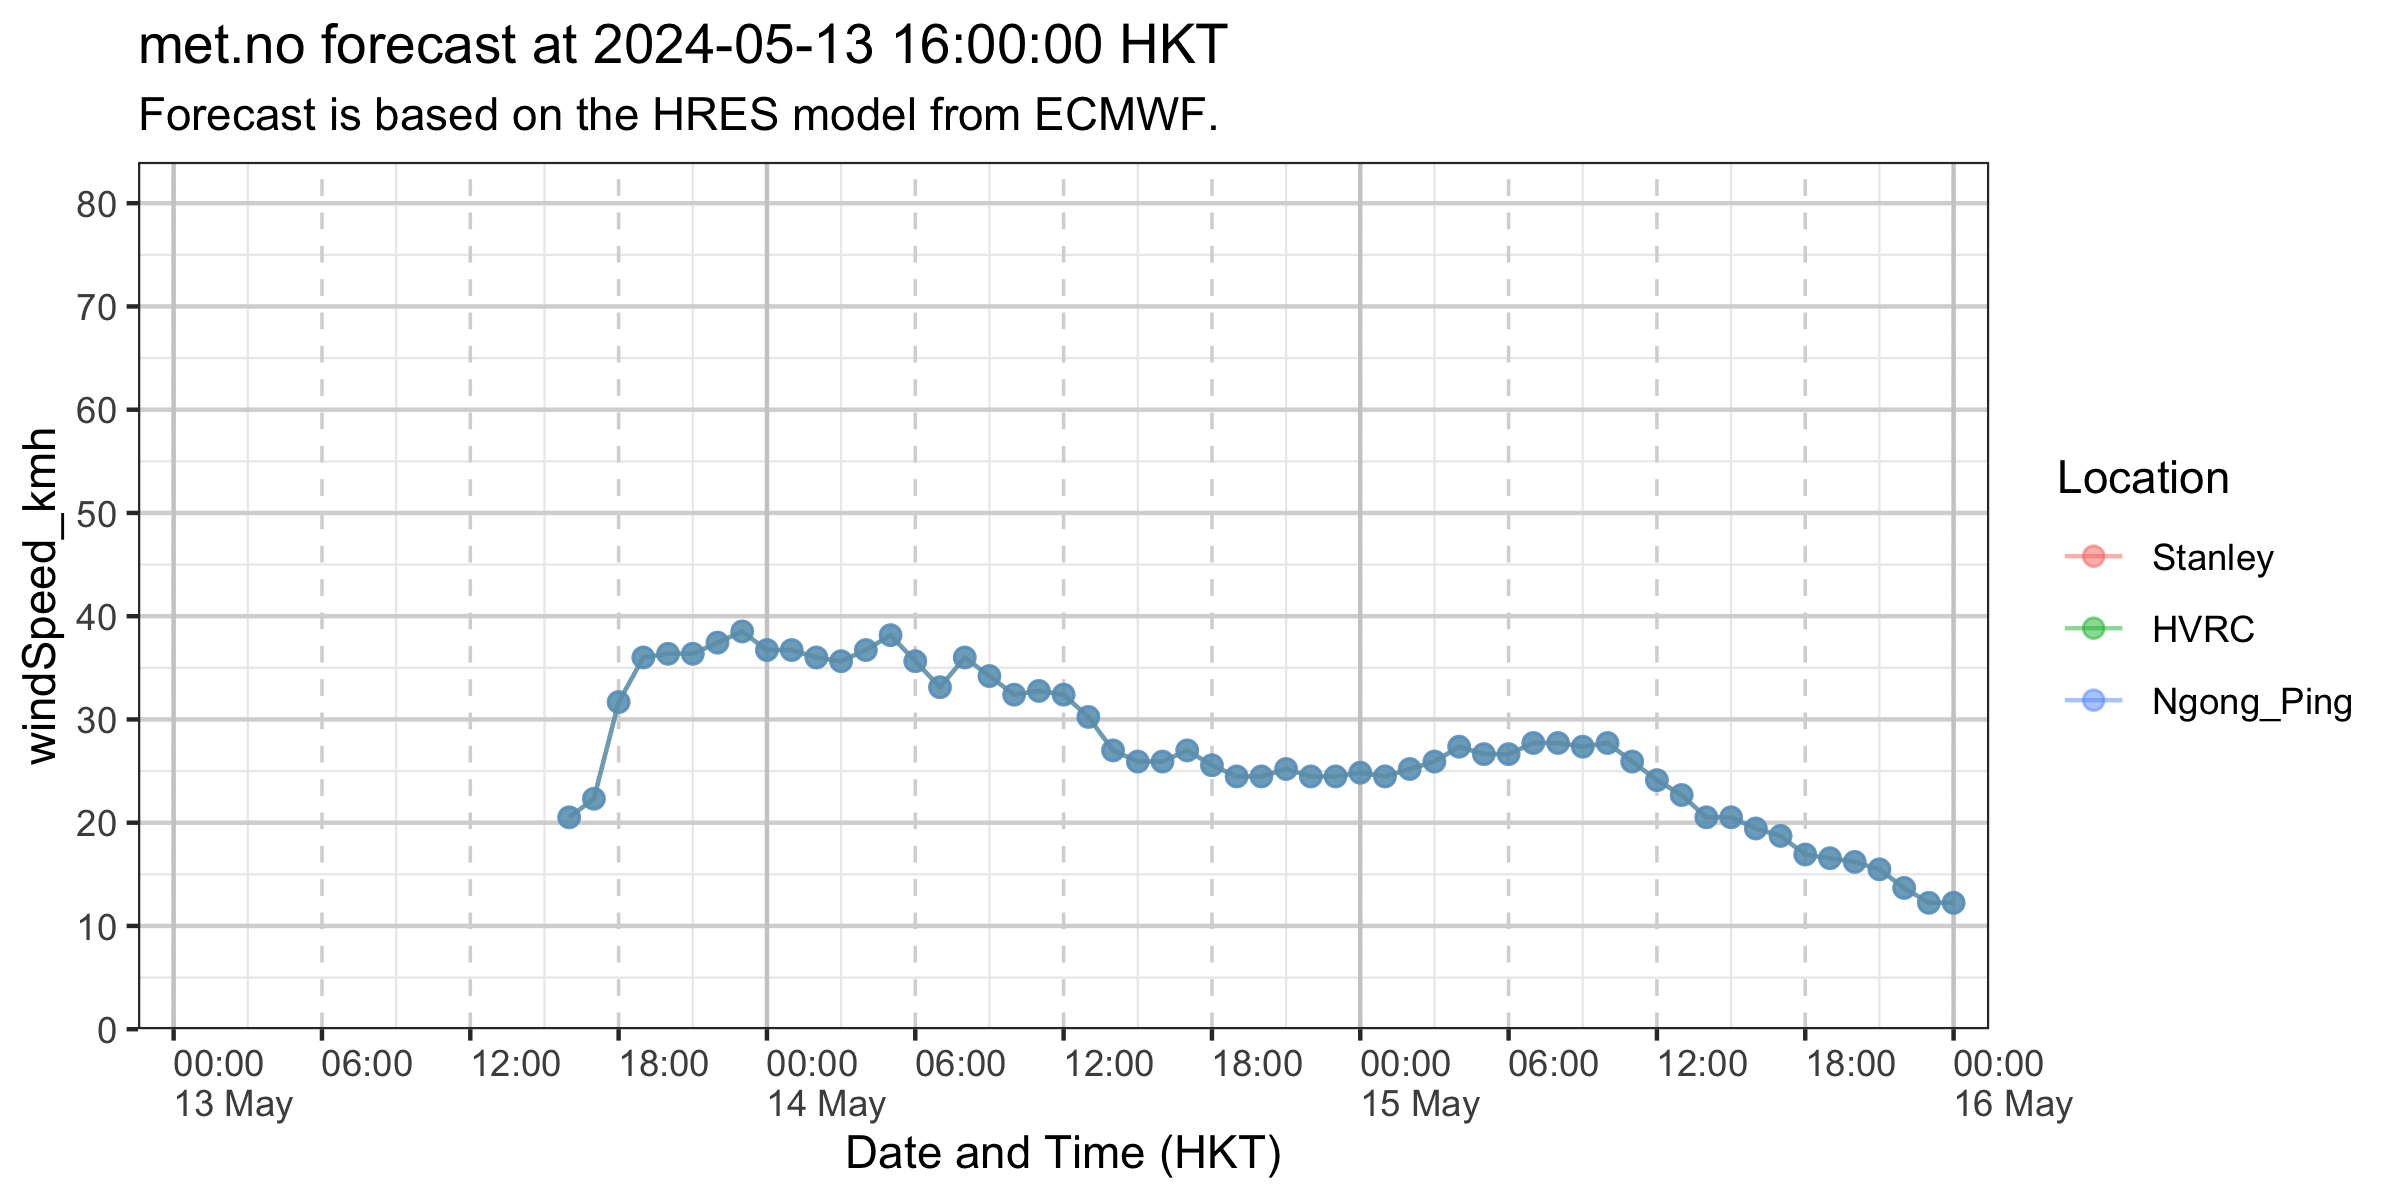 met.no forecast at 2024-05-13 16:00:00 HKT
Forecast is based on the HRES model from ECMWF.
windSpeed_kmh
80
70
60
50
40
30
20
10
0
00:00 06:00 12:00 18:00 00:00 06:00 12:00 18:00 00:00 06:00 12:00 18:00 00:00
13 May 14 May 15 May 16 May
Date and Time (HKT)
Location
Stanley
HVRC
Ngong_Ping